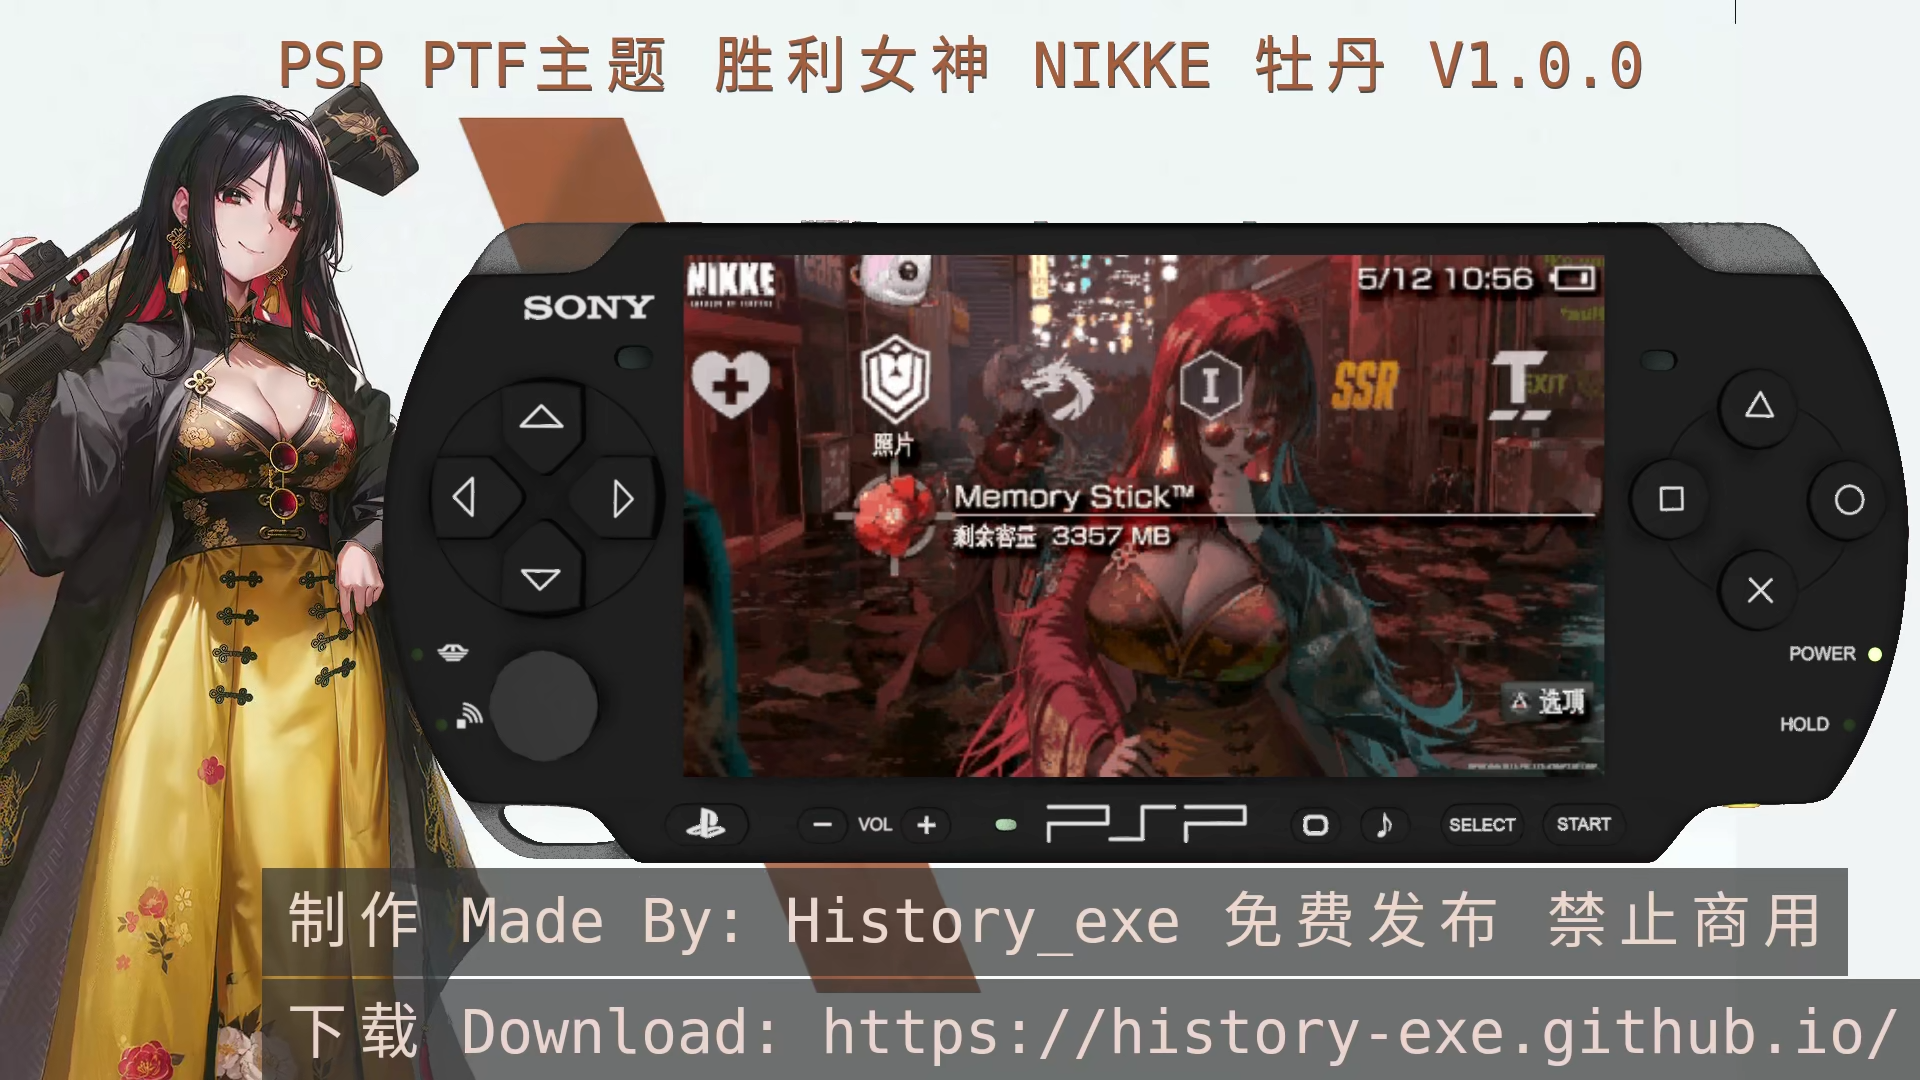 PSP PTF主题 胜利女神 NIKKE 牡丹 V1.0.0
SONY
NIKKE
5/12 10:56
I
SSR
T
EXIT
照片
Memory Stick™
剩余容量 3357 MB
选项
POWER
HOLD
VOL
PSP
SELECT
START
制作 Made By: History_exe 免费发布 禁止商用
下载 Download: https://history-exe.github.io/